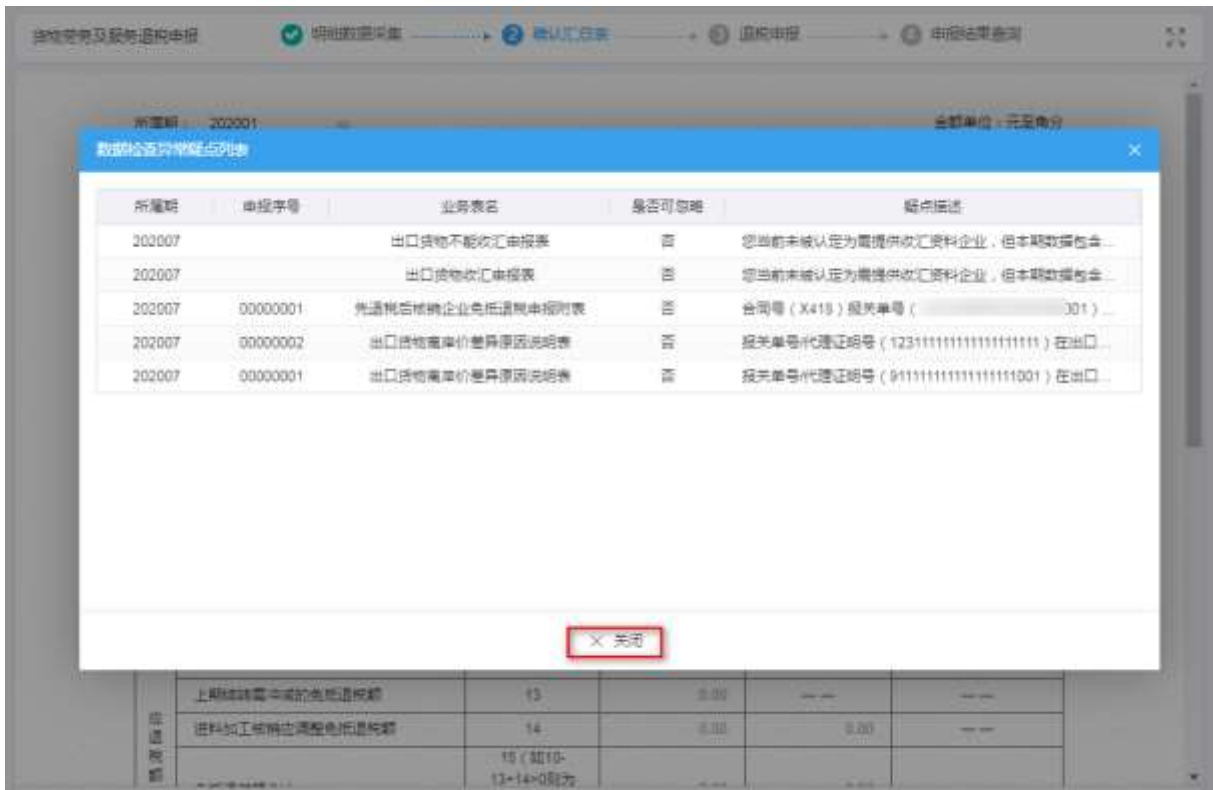 货物劳务及服务退税申报 明细数据采集 2 确认汇总表 3 退税申报 4 申报结果查询
所属期： 202001 金额单位：元至角分
数据检查异常疑点列表 ×
所属期 申报序号 业务表名 是否可忽略 疑点描述
202007 出口货物不能收汇申报表 否 您当前未被认定为需提供收汇资料企业，但本期数据包含...
202007 出口货物收汇申报表 否 您当前未被认定为需提供收汇资料企业，但本期数据包含...
202007 00000001 先退税后核销企业免抵退税申报附表 否 合同号（X418）报关单号（ 001）...
202007 00000002 出口货物离岸价差异原因说明表 否 报关单号/代理证明号（123111111111111111111）在出口...
202007 00000001 出口货物离岸价差异原因说明表 否 报关单号/代理证明号（911111111111111111001）在出口...
× 关闭
上期结转需冲减的免抵退税额 13 0.00 —— ——
进料加工核销应调整免抵退税额 14 0.00 0.00 ——
应退税额
15（如10-
13+14>0则为